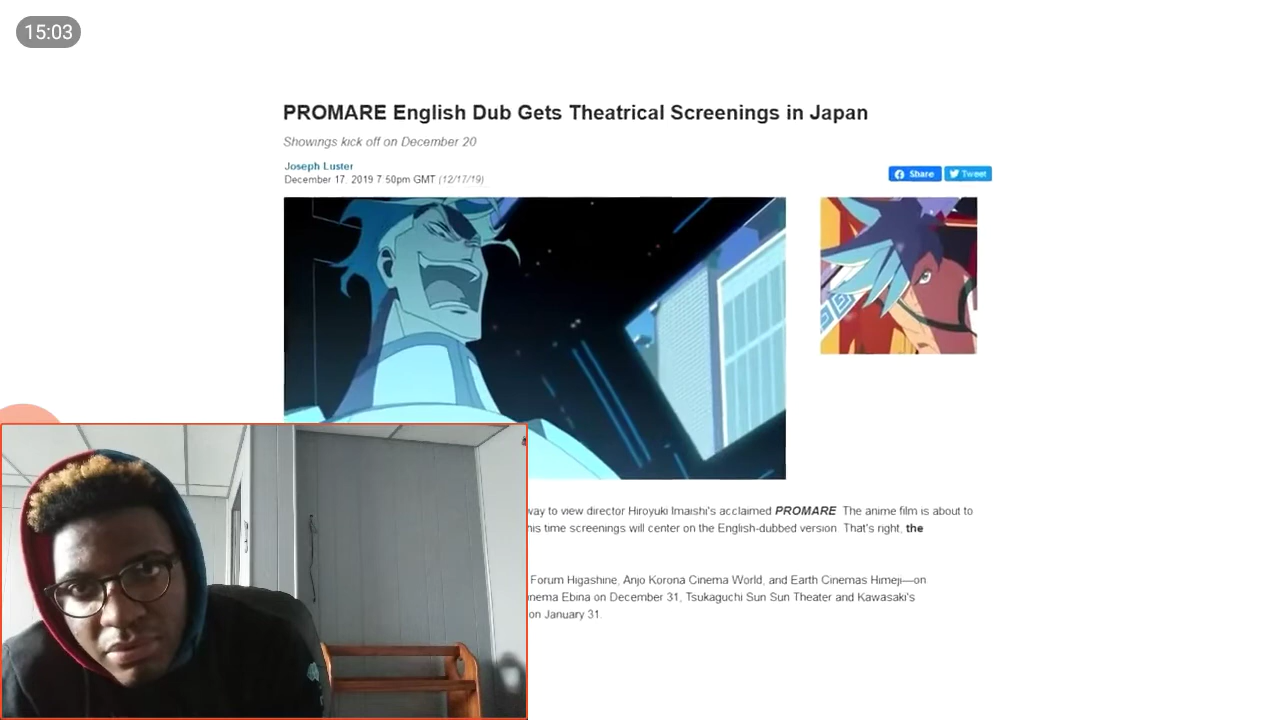 15:03
PROMARE English Dub Gets Theatrical Screenings in Japan
Showings kick off on December 20
Joseph Luster
December 17, 2019 7:50pm GMT (12/17/19)
Share Tweet
way to view director Hiroyuki Imaishi's acclaimed PROMARE The anime film is about to
his time screenings will center on the English-dubbed version That's right, the
Forum Higashine, Anjo Korona Cinema World, and Earth Cinemas Himeji—on
inema Ebina on December 31, Tsukaguchi Sun Sun Theater and Kawasaki's
on January 31.